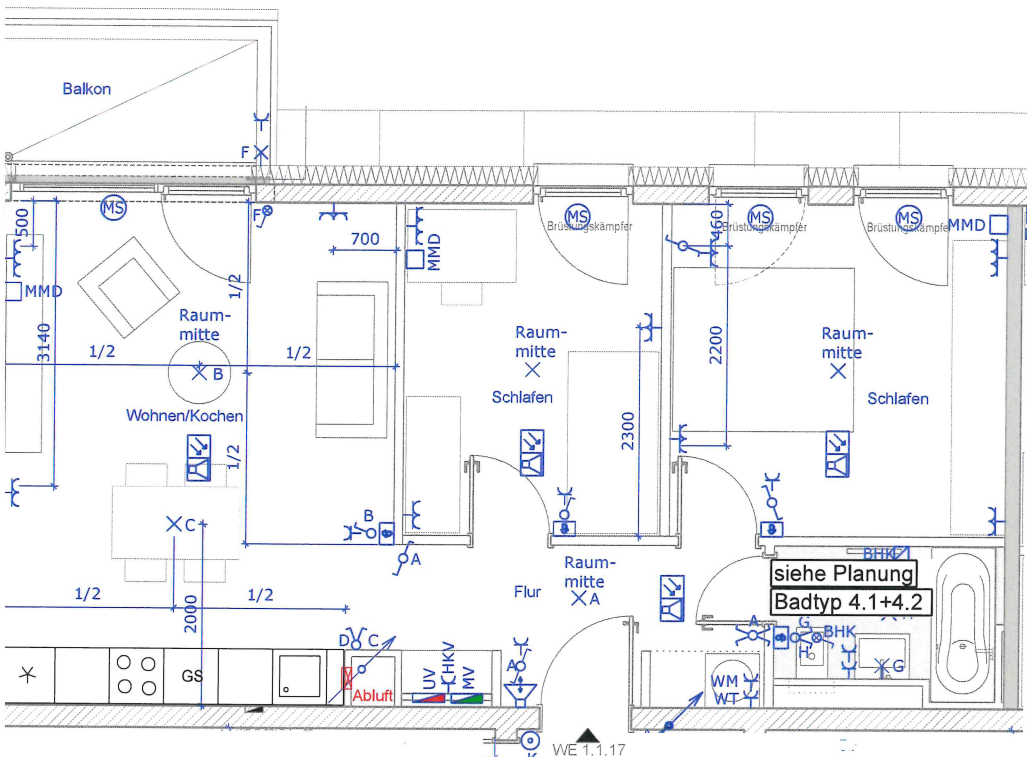 Balkon
F
MS
F
MS
MS
MS
Brüstungskämpfer
Brüstungskämpfer
Brüstungskämpfer
MMD
500
700
460
MMD
MMD
1/2
3140
Raum-
mitte
Raum-
mitte
Raum-
mitte
1/2
1/2
B
2200
Schlafen
Schlafen
Wohnen/Kochen
2300
1/2
B
C
A
BHK
Raum-
mitte
siehe Planung
Flur
A
Badtyp 4.1+4.2
1/2
1/2
2000
A
G
BHK
D
C
H
A
G
GS
UV
HKV
MV
WM
Abluft
WT
K
WE 1.1.17